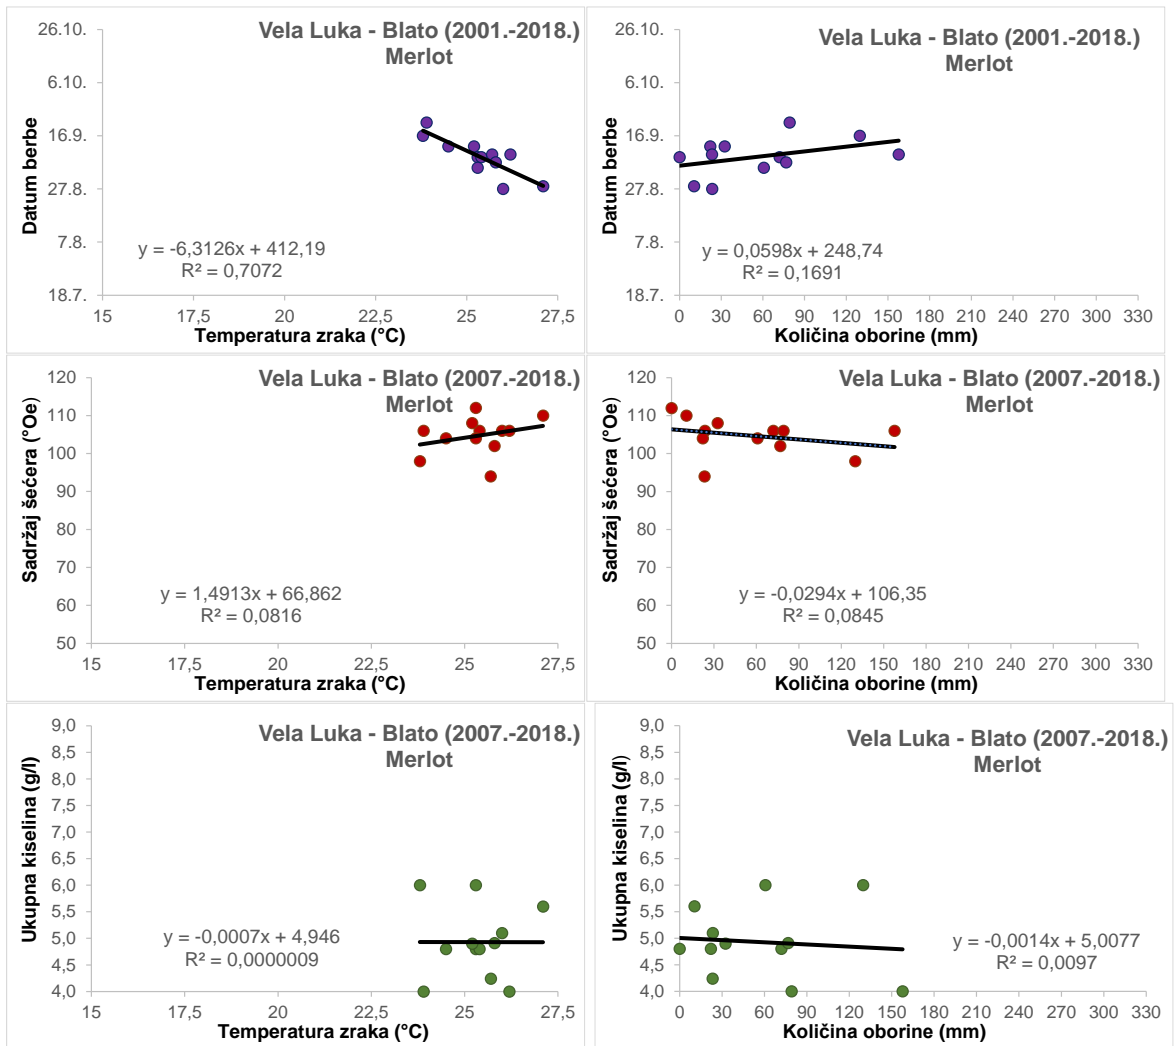 Vela Luka - Blato (2001.-2018.)
Merlot
26.10.
6.10.
16.9.
27.8.
7.8.
18.7.
Datum berbe
y = -6,3126x + 412,19
R² = 0,7072
15 17,5 20 22,5 25 27,5
Temperatura zraka (°C)
Vela Luka - Blato (2001.-2018.)
Merlot
26.10.
6.10.
16.9.
27.8.
7.8.
18.7.
Datum berbe
y = 0,0598x + 248,74
R² = 0,1691
0 30 60 90 120 150 180 210 240 270 300 330
Količina oborine (mm)
Vela Luka - Blato (2007.-2018.)
Merlot
120
110
100
90
80
70
60
50
Sadržaj šećera (°Oe)
y = 1,4913x + 66,862
R² = 0,0816
15 17,5 20 22,5 25 27,5
Temperatura zraka (°C)
Vela Luka - Blato (2007.-2018.)
Merlot
120
110
100
90
80
70
60
50
Sadržaj šećera (°Oe)
y = -0,0294x + 106,35
R² = 0,0845
0 30 60 90 120 150 180 210 240 270 300 330
Količina oborine (mm)
Vela Luka - Blato (2007.-2018.)
Merlot
9,0
8,5
8,0
7,5
7,0
6,5
6,0
5,5
5,0
4,5
4,0
Ukupna kiselina (g/l)
y = -0,0007x + 4,946
R² = 0,0000009
15 17,5 20 22,5 25 27,5
Temperatura zraka (°C)
Vela Luka - Blato (2007.-2018.)
Merlot
9,0
8,5
8,0
7,5
7,0
6,5
6,0
5,5
5,0
4,5
4,0
Ukupna kiselina (g/l)
y = -0,0014x + 5,0077
R² = 0,0097
0 30 60 90 120 150 180 210 240 270 300 330
Količina oborine (mm)